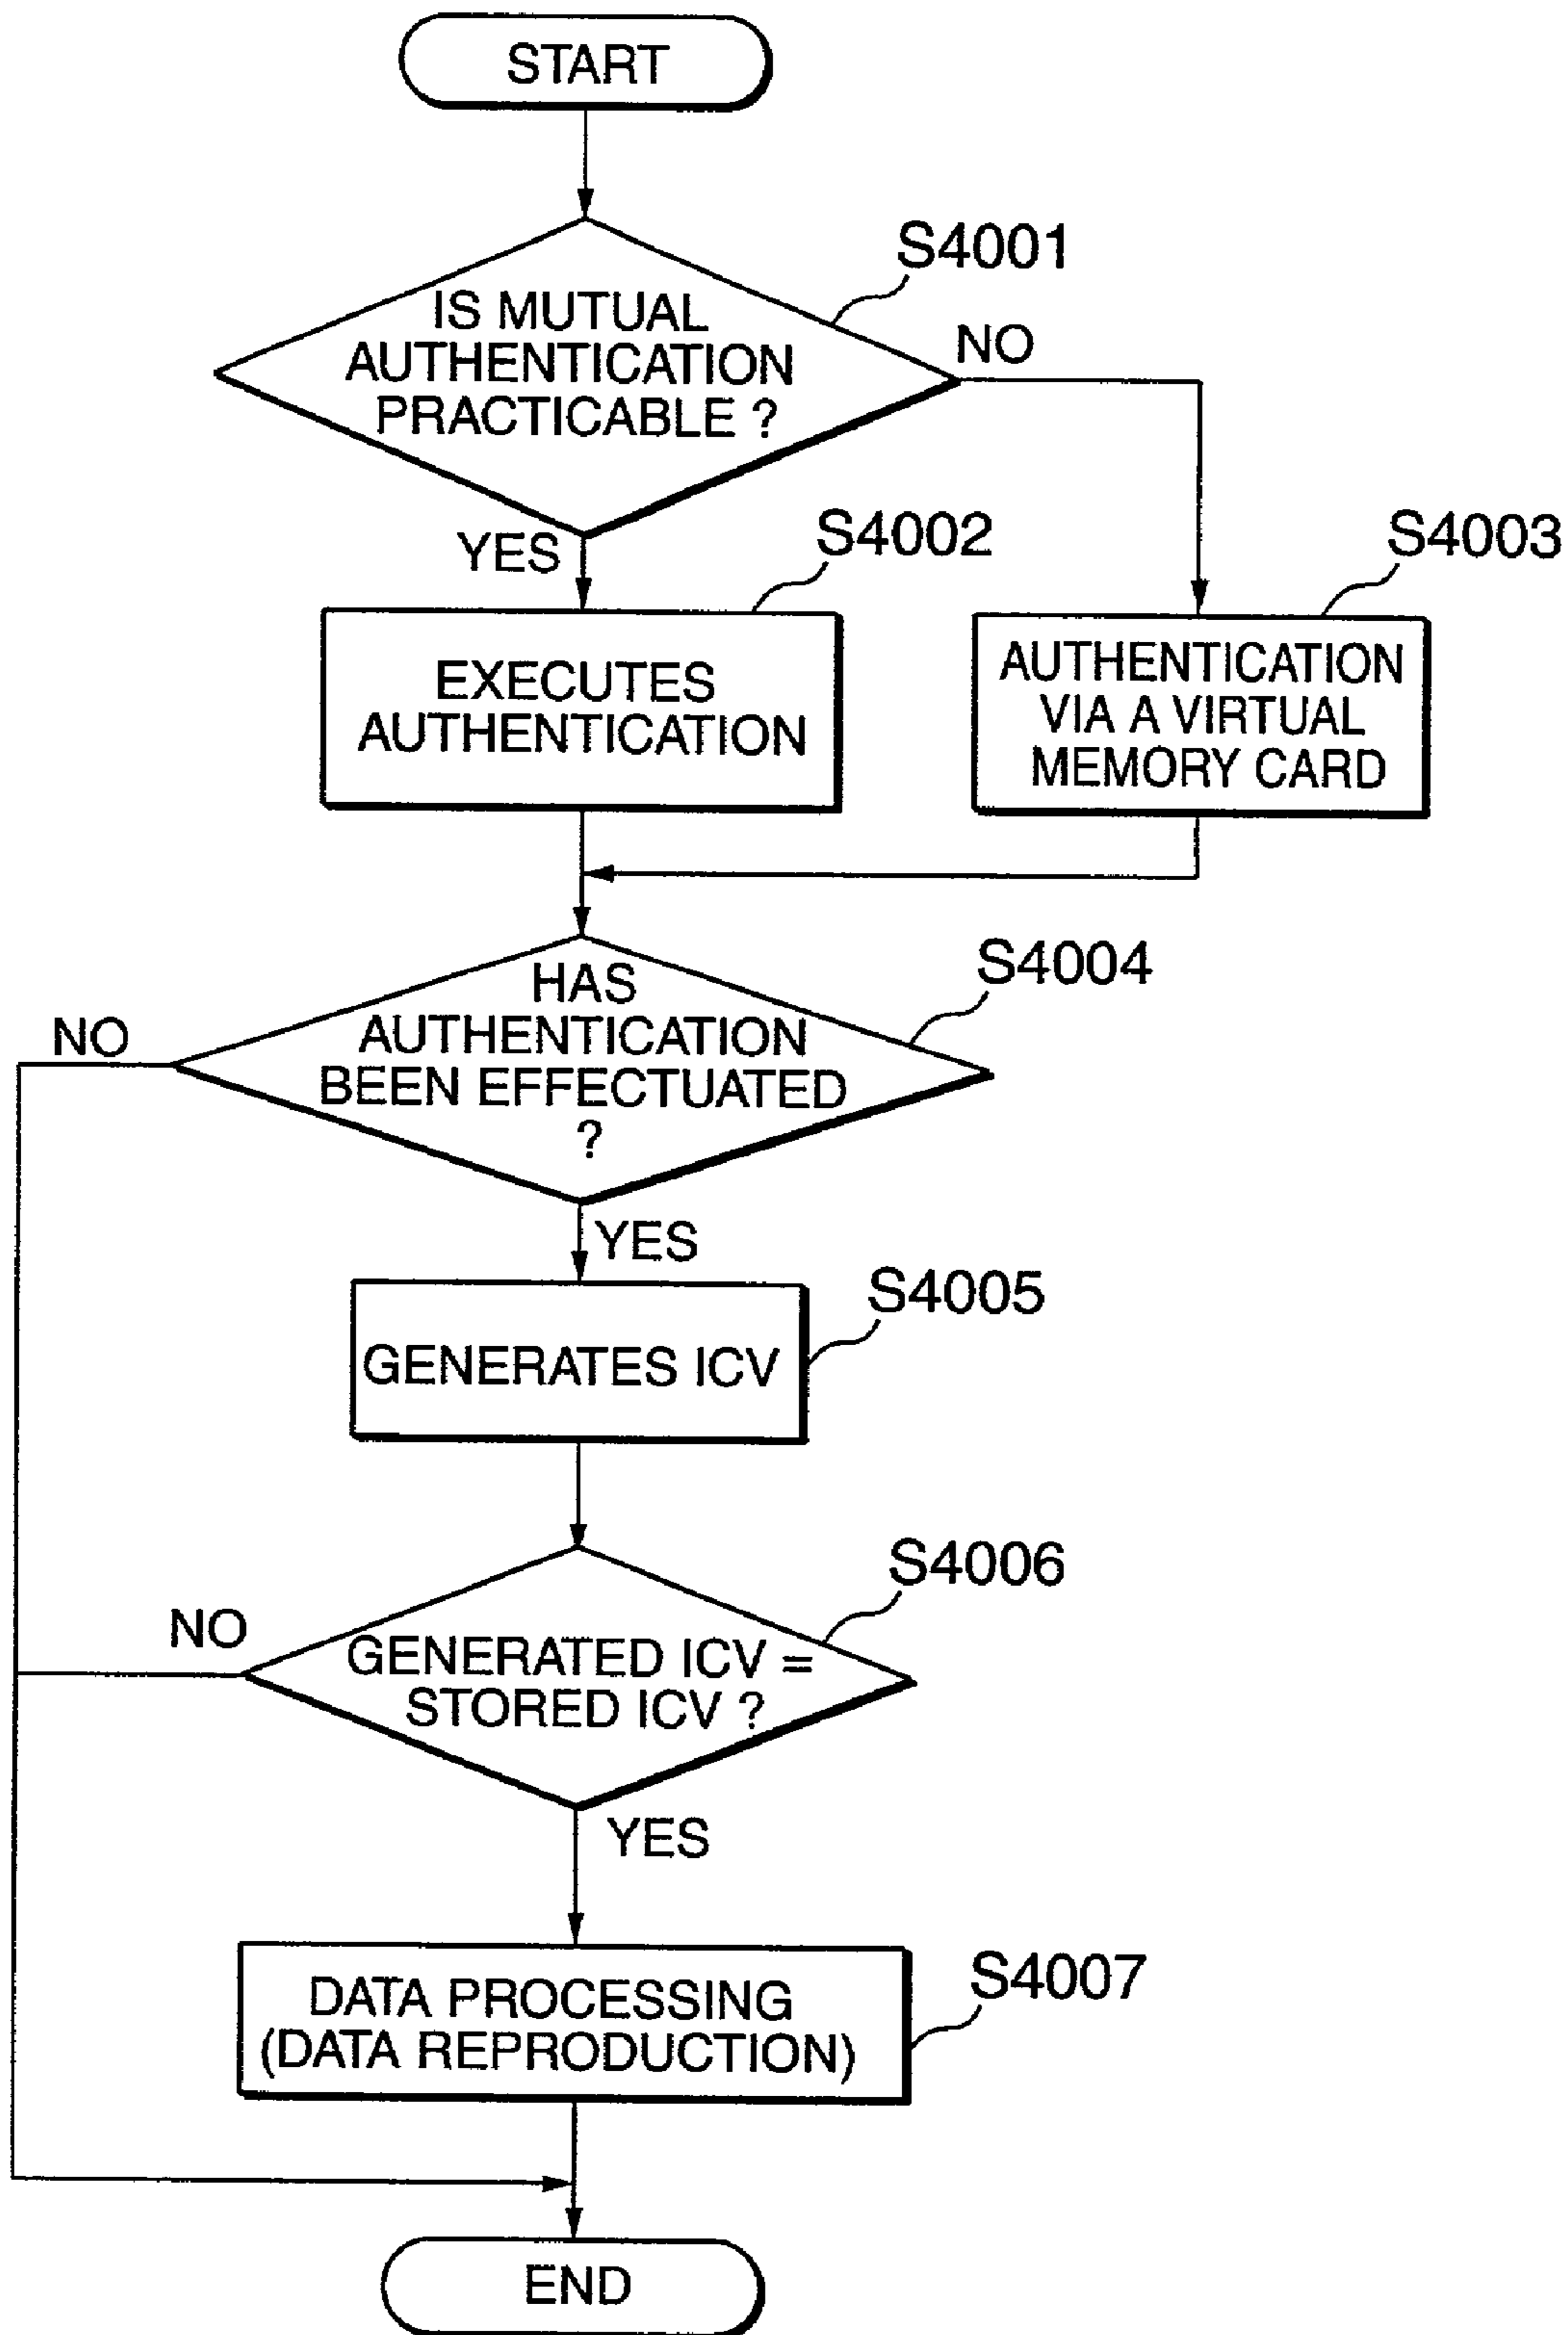 START
S4001
IS MUTUAL
AUTHENTICATION
PRACTICABLE ?
NO
YES
S4002
S4003
EXECUTES
AUTHENTICATION
AUTHENTICATION
VIA A VIRTUAL
MEMORY CARD
S4004
HAS
AUTHENTICATION
BEEN EFFECTUATED
?
NO
YES
S4005
GENERATES ICV
S4006
NO
GENERATED ICV =
STORED ICV ?
YES
S4007
DATA PROCESSING
(DATA REPRODUCTION)
END